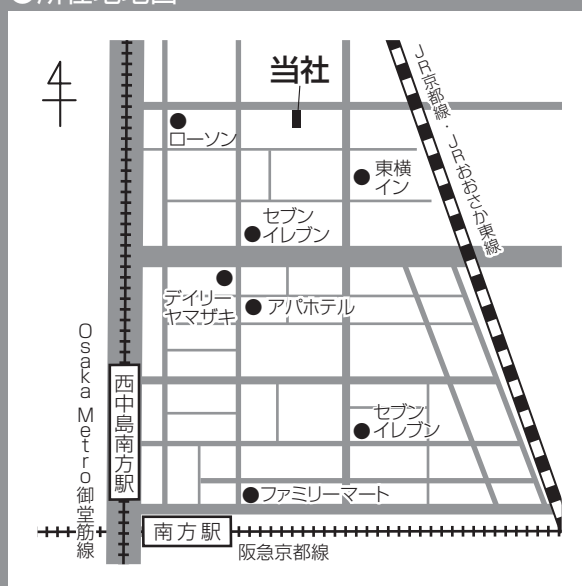 ●所在地地図
当社
ローソン
東横
イン
JR京都線・JRおおさか東線
セブン
イレブン
デイリー
ヤマザキ
アパホテル
Osaka Metro御堂筋線
西中島南方駅
セブン
イレブン
ファミリーマート
南方駅
阪急京都線